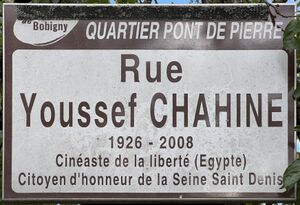 Bobigny
QUARTIER PONT DE PIERRE
Rue
Youssef CHAHINE
1926 - 2008
Cinéaste de la liberté (Egypte)
Citoyen d'honneur de la Seine Saint Denis